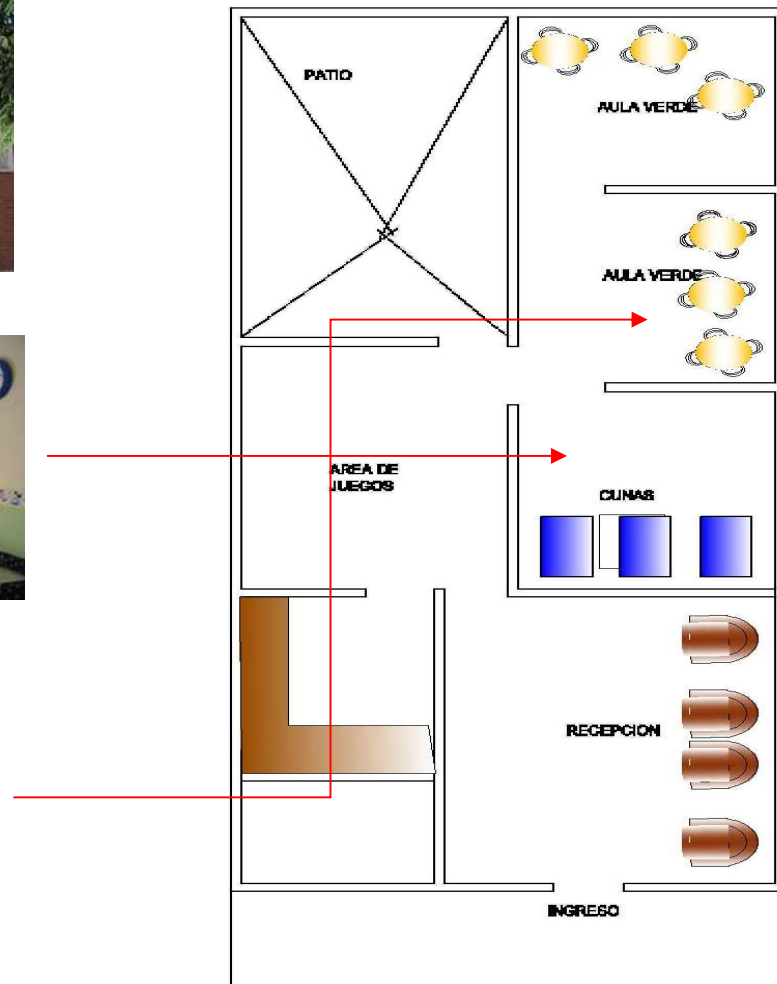 PATIO
AULA VERDE
AULA VERDE
AREA DE
JUEGOS
CUNAS
RECEPCION
INGRESO